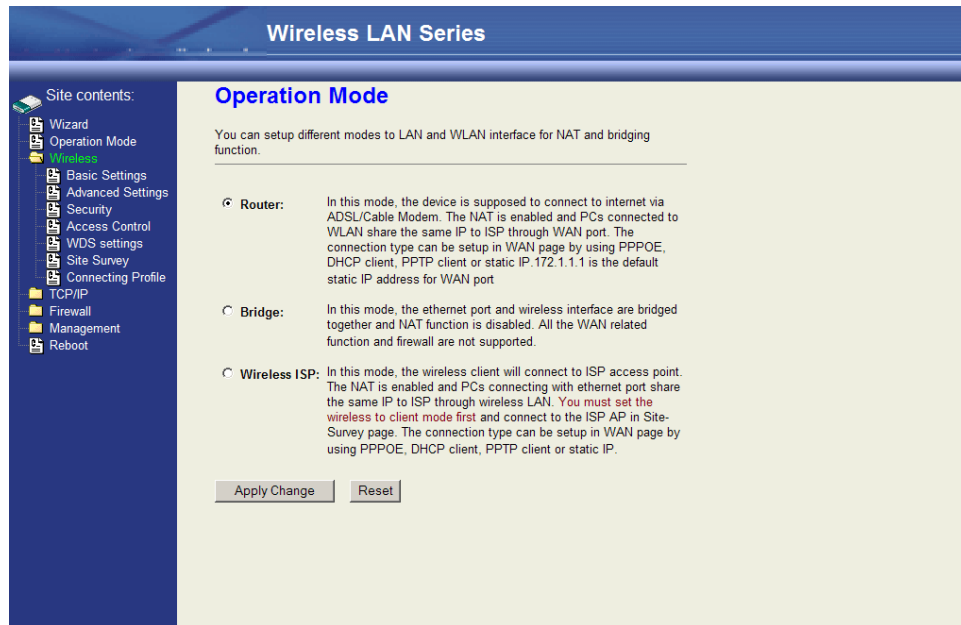 Wireless LAN Series
Site contents:
Wizard
Operation Mode
Wireless
Basic Settings
Advanced Settings
Security
Access Control
WDS settings
Site Survey
Connecting Profile
TCP/IP
Firewall
Management
Reboot
Operation Mode
You can setup different modes to LAN and WLAN interface for NAT and bridging
function.
Router:
In this mode, the device is supposed to connect to internet via
ADSL/Cable Modem. The NAT is enabled and PCs connected to
WLAN share the same IP to ISP through WAN port. The
connection type can be setup in WAN page by using PPPOE,
DHCP client, PPTP client or static IP.172.1.1.1 is the default
static IP address for WAN port
Bridge:
In this mode, the ethernet port and wireless interface are bridged
together and NAT function is disabled. All the WAN related
function and firewall are not supported.
Wireless ISP:
In this mode, the wireless client will connect to ISP access point.
The NAT is enabled and PCs connecting with ethernet port share
the same IP to ISP through wireless LAN. You must set the
wireless to client mode first and connect to the ISP AP in Site-
Survey page. The connection type can be setup in WAN page by
using PPPOE, DHCP client, PPTP client or static IP.
Apply Change
Reset